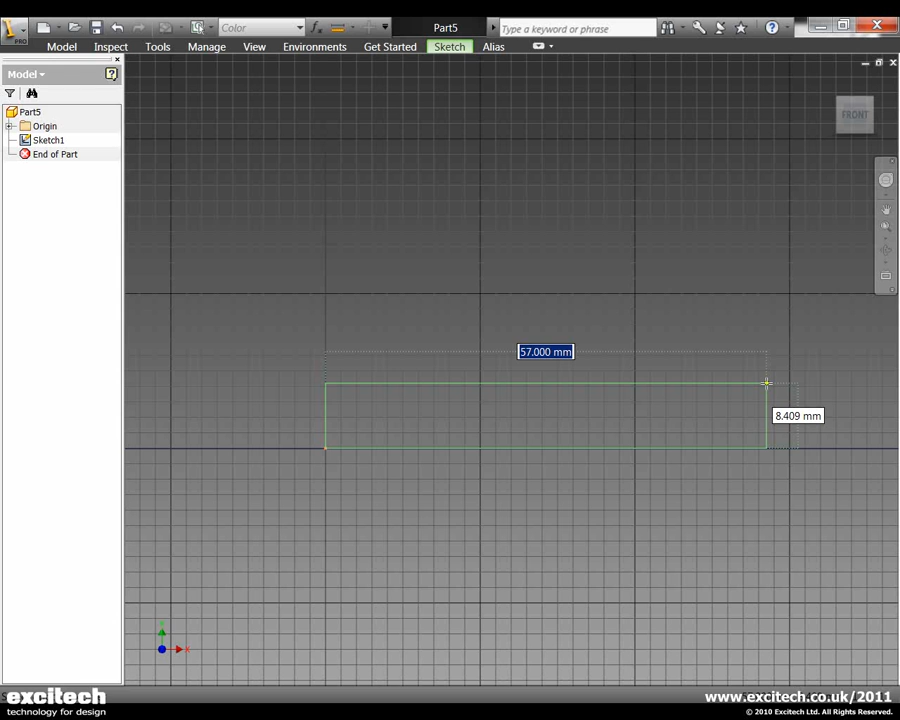 Color
Part5
Type a keyword or phrase
PRO
Model
Inspect
Tools
Manage
View
Environments
Get Started
Sketch
Alias
Model
Part5
Origin
Sketch1
End of Part
FRONT
57.000 mm
8.409 mm
X
excitech
technology for design
www.excitech.co.uk/2011
© 2010 Excitech Ltd. All Rights Reserved.